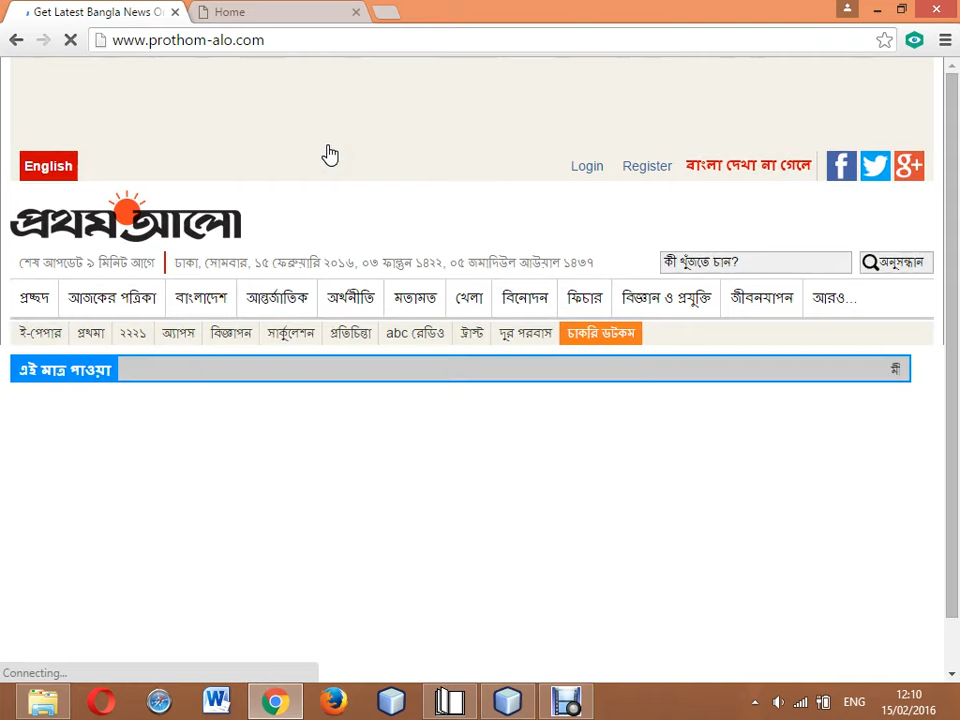 Get Latest Bangla News O
Home
www.prothom-alo.com
English
Login Register বাংলা দেখা না গেলে
প্রথম আলো
শেষ আপডেট ৯ মিনিট আগে ঢাকা, সোমবার, ১৫ ফেব্রুয়ারি ২০১৬, ০৩ ফাল্গুন ১৪২২, ০৫ জমাদিউল আউয়াল ১৪৩৭
কী খুঁজতে চান? অনুসন্ধান
প্রচ্ছদ আজকের পত্রিকা বাংলাদেশ আন্তর্জাতিক অর্থনীতি মতামত খেলা বিনোদন ফিচার বিজ্ঞান ও প্রযুক্তি জীবনযাপন আরও...
ই-পেপার প্রথমা ২২২১ অ্যাপস বিজ্ঞাপন সার্কুলেশন প্রতিচিন্তা abc রেডিও ট্রাস্ট দূর পরবাস চাকরি ডটকম
এই মাত্র পাওয়া
Connecting...
ENG
12:10
15/02/2016